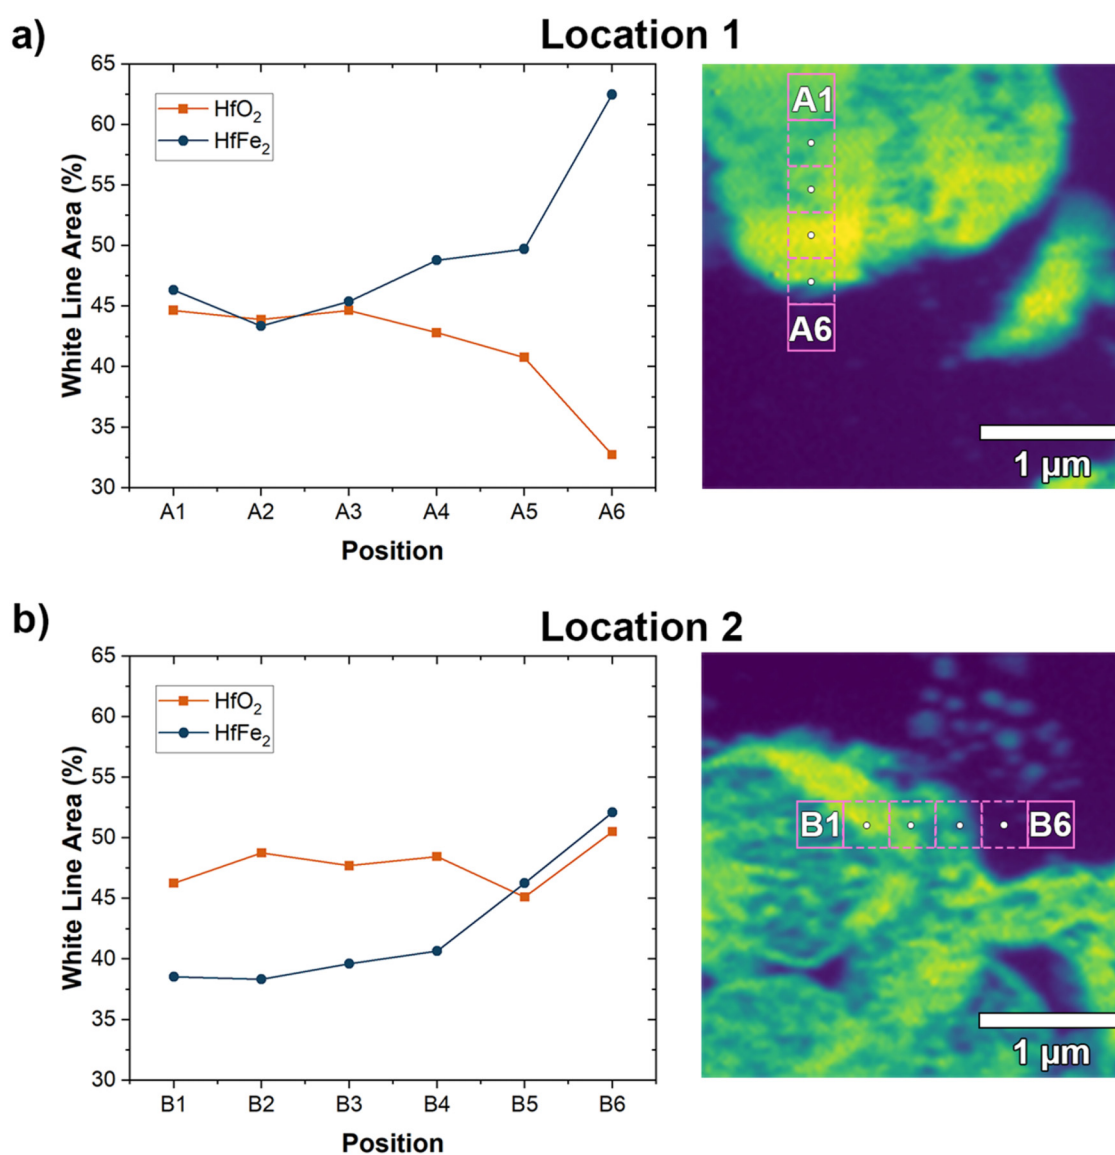 a)
Location 1
65
60
55
50
45
40
35
30
White Line Area (%)
HfO₂
HfFe₂
A1
A2
A3
A4
A5
A6
Position
A1
A6
1 µm
b)
Location 2
65
60
55
50
45
40
35
30
White Line Area (%)
HfO₂
HfFe₂
B1
B2
B3
B4
B5
B6
Position
B1
B6
1 µm